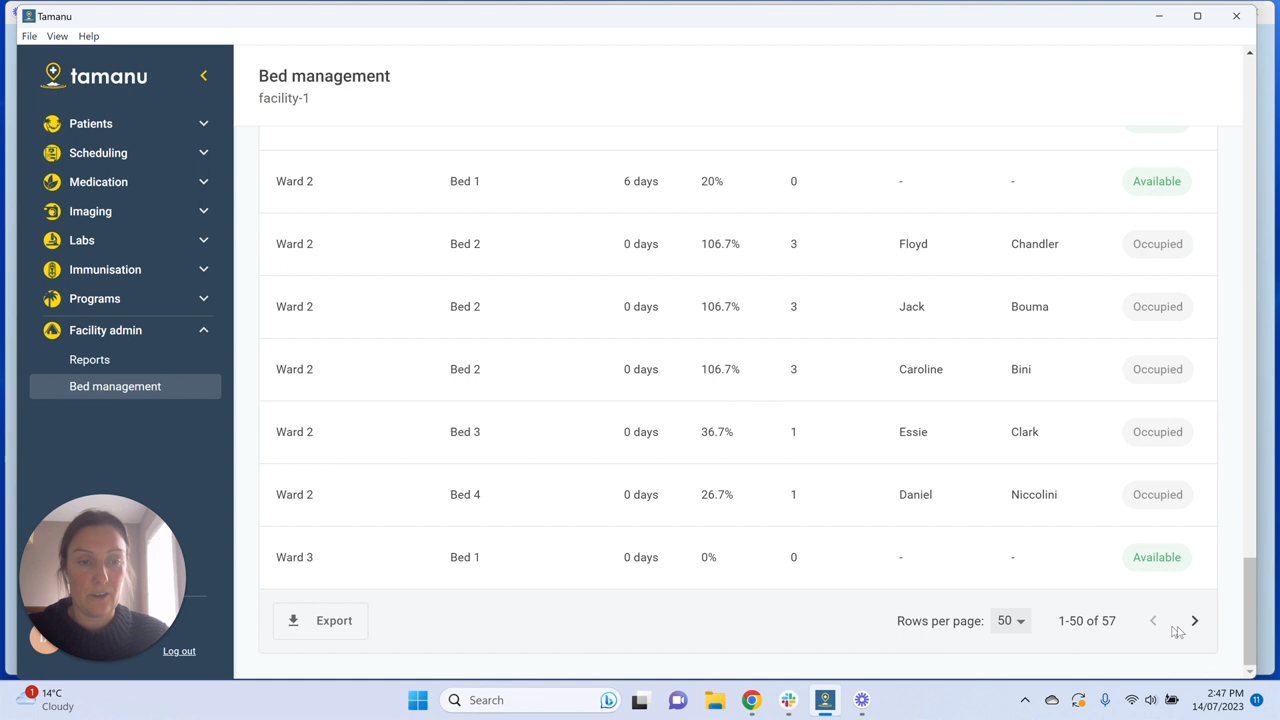 Tamanu
File View Help
tamanu
Patients
Scheduling
Medication
Imaging
Labs
Immunisation
Programs
Facility admin
Reports
Bed management
Log out
Bed management
facility-1
Ward 2 Bed 1 6 days 20% 0 - - Available
Ward 2 Bed 2 0 days 106.7% 3 Floyd Chandler Occupied
Ward 2 Bed 2 0 days 106.7% 3 Jack Bouma Occupied
Ward 2 Bed 2 0 days 106.7% 3 Caroline Bini Occupied
Ward 2 Bed 3 0 days 36.7% 1 Essie Clark Occupied
Ward 2 Bed 4 0 days 26.7% 1 Daniel Niccolini Occupied
Ward 3 Bed 1 0 days 0% 0 - - Available
Export Rows per page: 50 1-50 of 57
1 14°C
Cloudy
Search
2:47 PM
14/07/2023
11